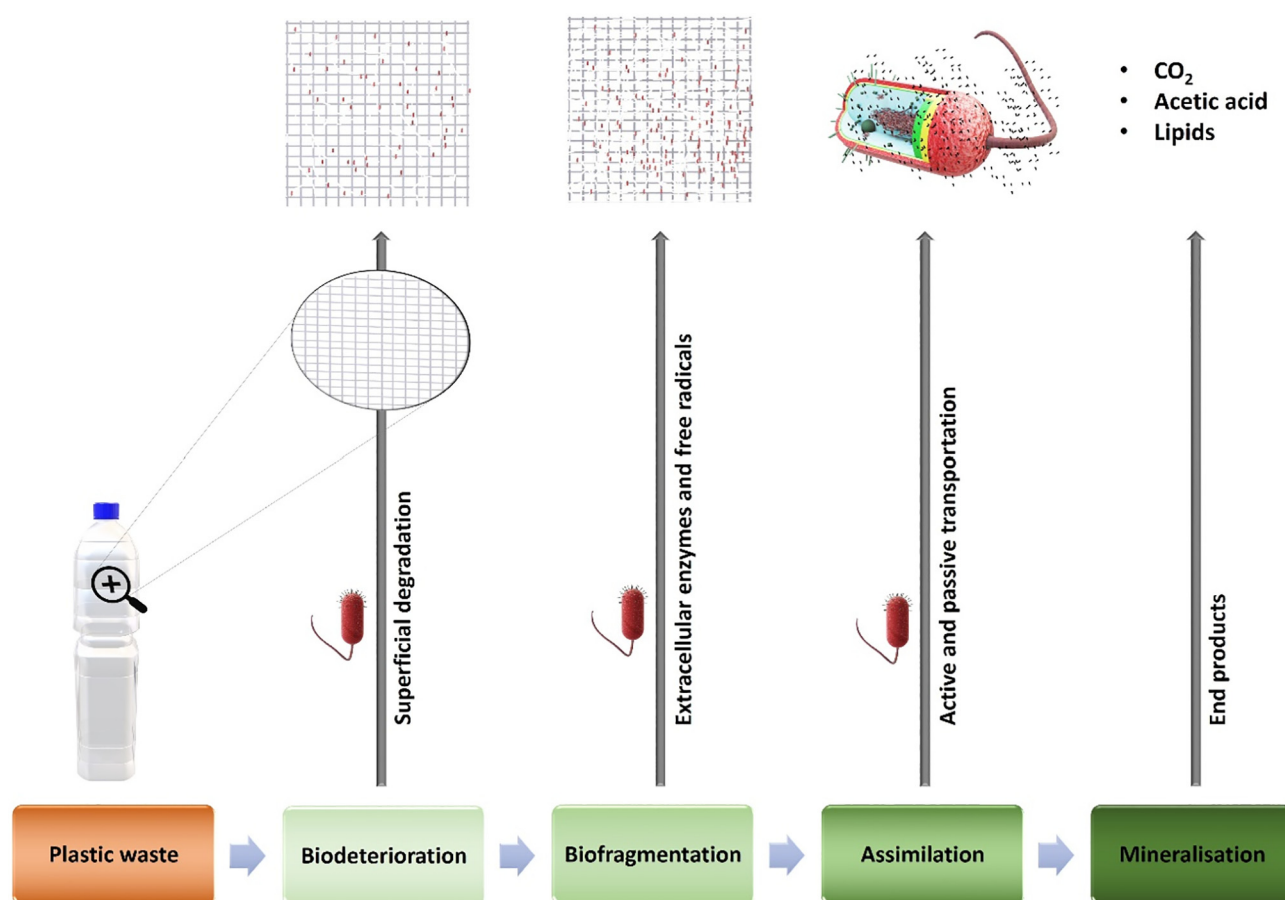 • CO₂
• Acetic acid
• Lipids
Superficial degradation
Extracellular enzymes and free radicals
Active and passive transportation
End products
Plastic waste
Biodeterioration
Biofragmentation
Assimilation
Mineralisation